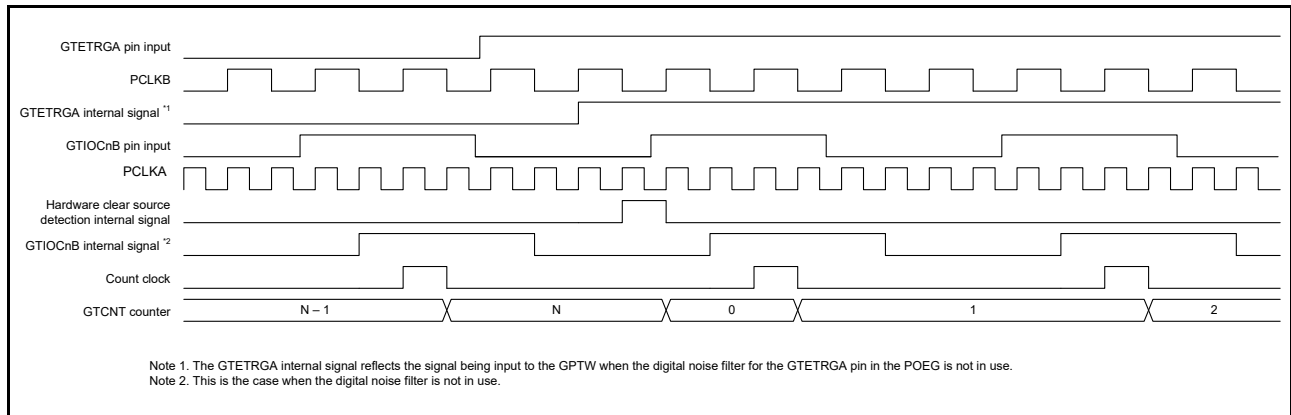 GTETRGA pin input
PCLKB
GTETRGA internal signal *1
GTIOCnB pin input
PCLKA
Hardware clear source
detection internal signal
GTIOCnB internal signal *2
Count clock
GTCNT counter
N – 1
N
0
1
2
Note 1. The GTETRGA internal signal reflects the signal being input to the GPTW when the digital noise filter for the GTETRGA pin in the POEG is not in use.
Note 2. This is the case when the digital noise filter is not in use.